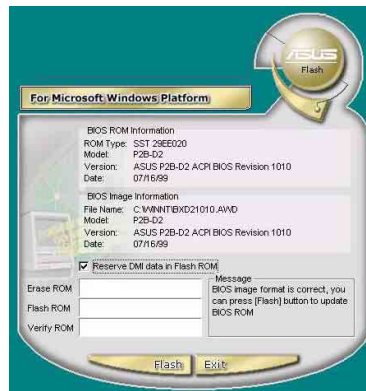 ASUS
Flash
For Microsoft Windows Platform
BIOS ROM Information
ROM Type: SST 29EE020
Model: P2B-D2
Version: ASUS P2B-D2 ACPI BIOS Revision 1010
Date: 07/16/99
BIOS Image Information
File Name: C:\WINNT\BXD21010.AWD
Model: P2B-D2
Version: ASUS P2B-D2 ACPI BIOS Revision 1010
Date: 07/16/99
Reserve DMI data in Flash ROM
Erase ROM
Flash ROM
Verify ROM
Message
BIOS image format is correct, you
can press [Flash] button to update
BIOS ROM
Flash Exit